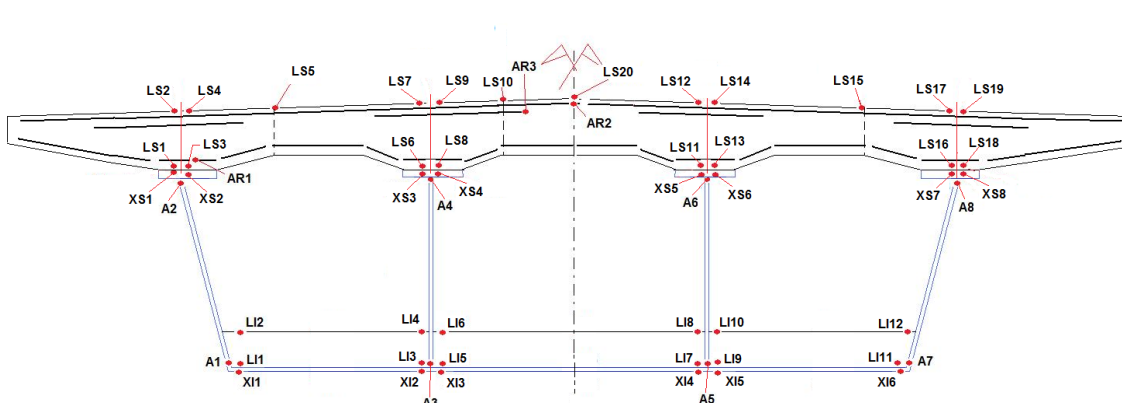 AR3
LS20
LS5
LS7
LS9
LS10
LS12
LS14
LS15
LS2
LS4
LS17
LS19
AR2
LS1
LS3
LS6
LS8
LS11
LS13
LS16
LS18
AR1
XS1
XS2
XS3
XS4
XS5
XS6
XS7
XS8
A2
A4
A6
A8
LI2
LI4
LI6
LI8
LI10
LI12
A1
LI1
LI3
LI5
LI7
LI9
LI11
A7
XI1
XI2
XI3
XI4
XI5
XI6
A3
A5